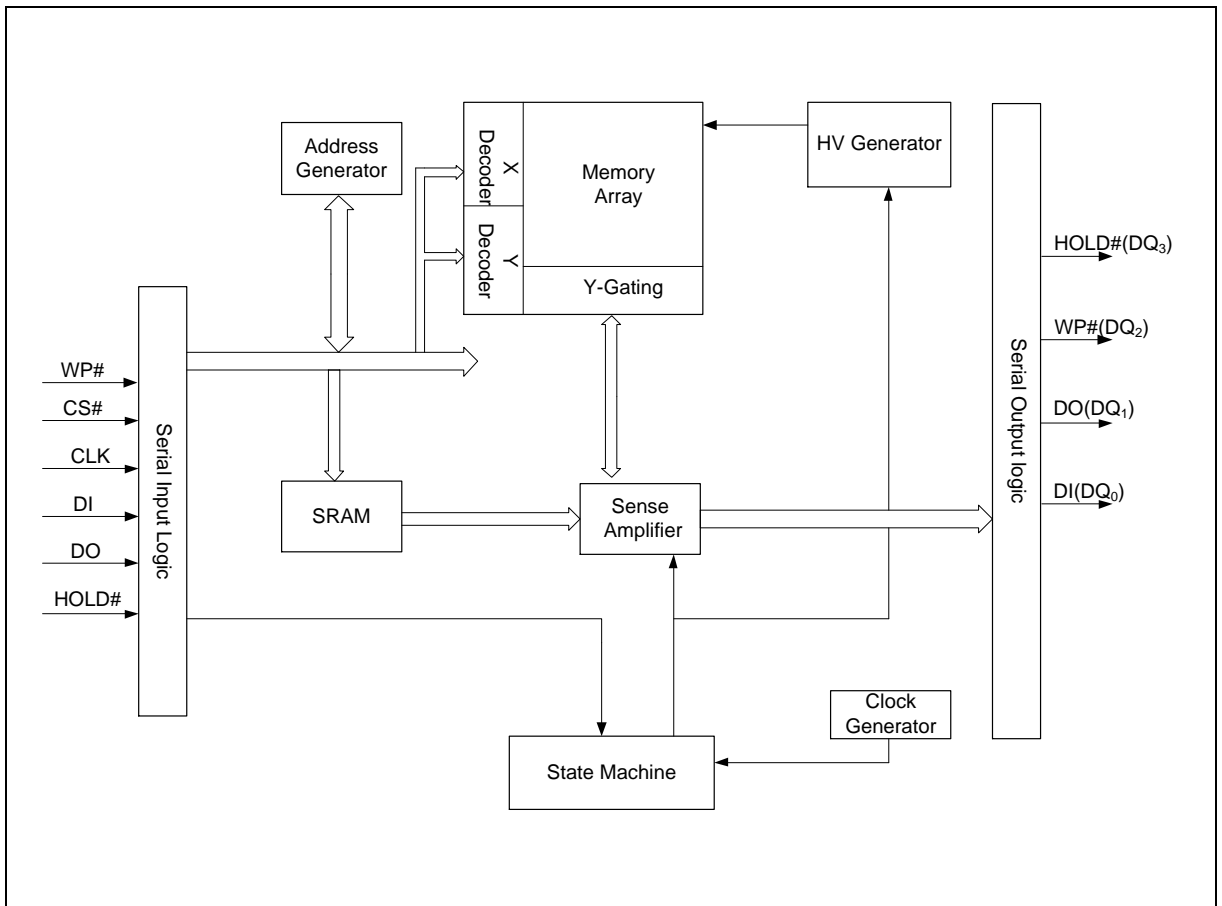 Address
Generator
X
Decoder
Y
Decoder
Memory
Array
Y-Gating
HV Generator
WP#
CS#
CLK
DI
DO
HOLD#
Serial Input Logic
SRAM
Sense
Amplifier
State Machine
Clock
Generator
Serial Output logic
HOLD#(DQ₃)
WP#(DQ₂)
DO(DQ₁)
DI(DQ₀)